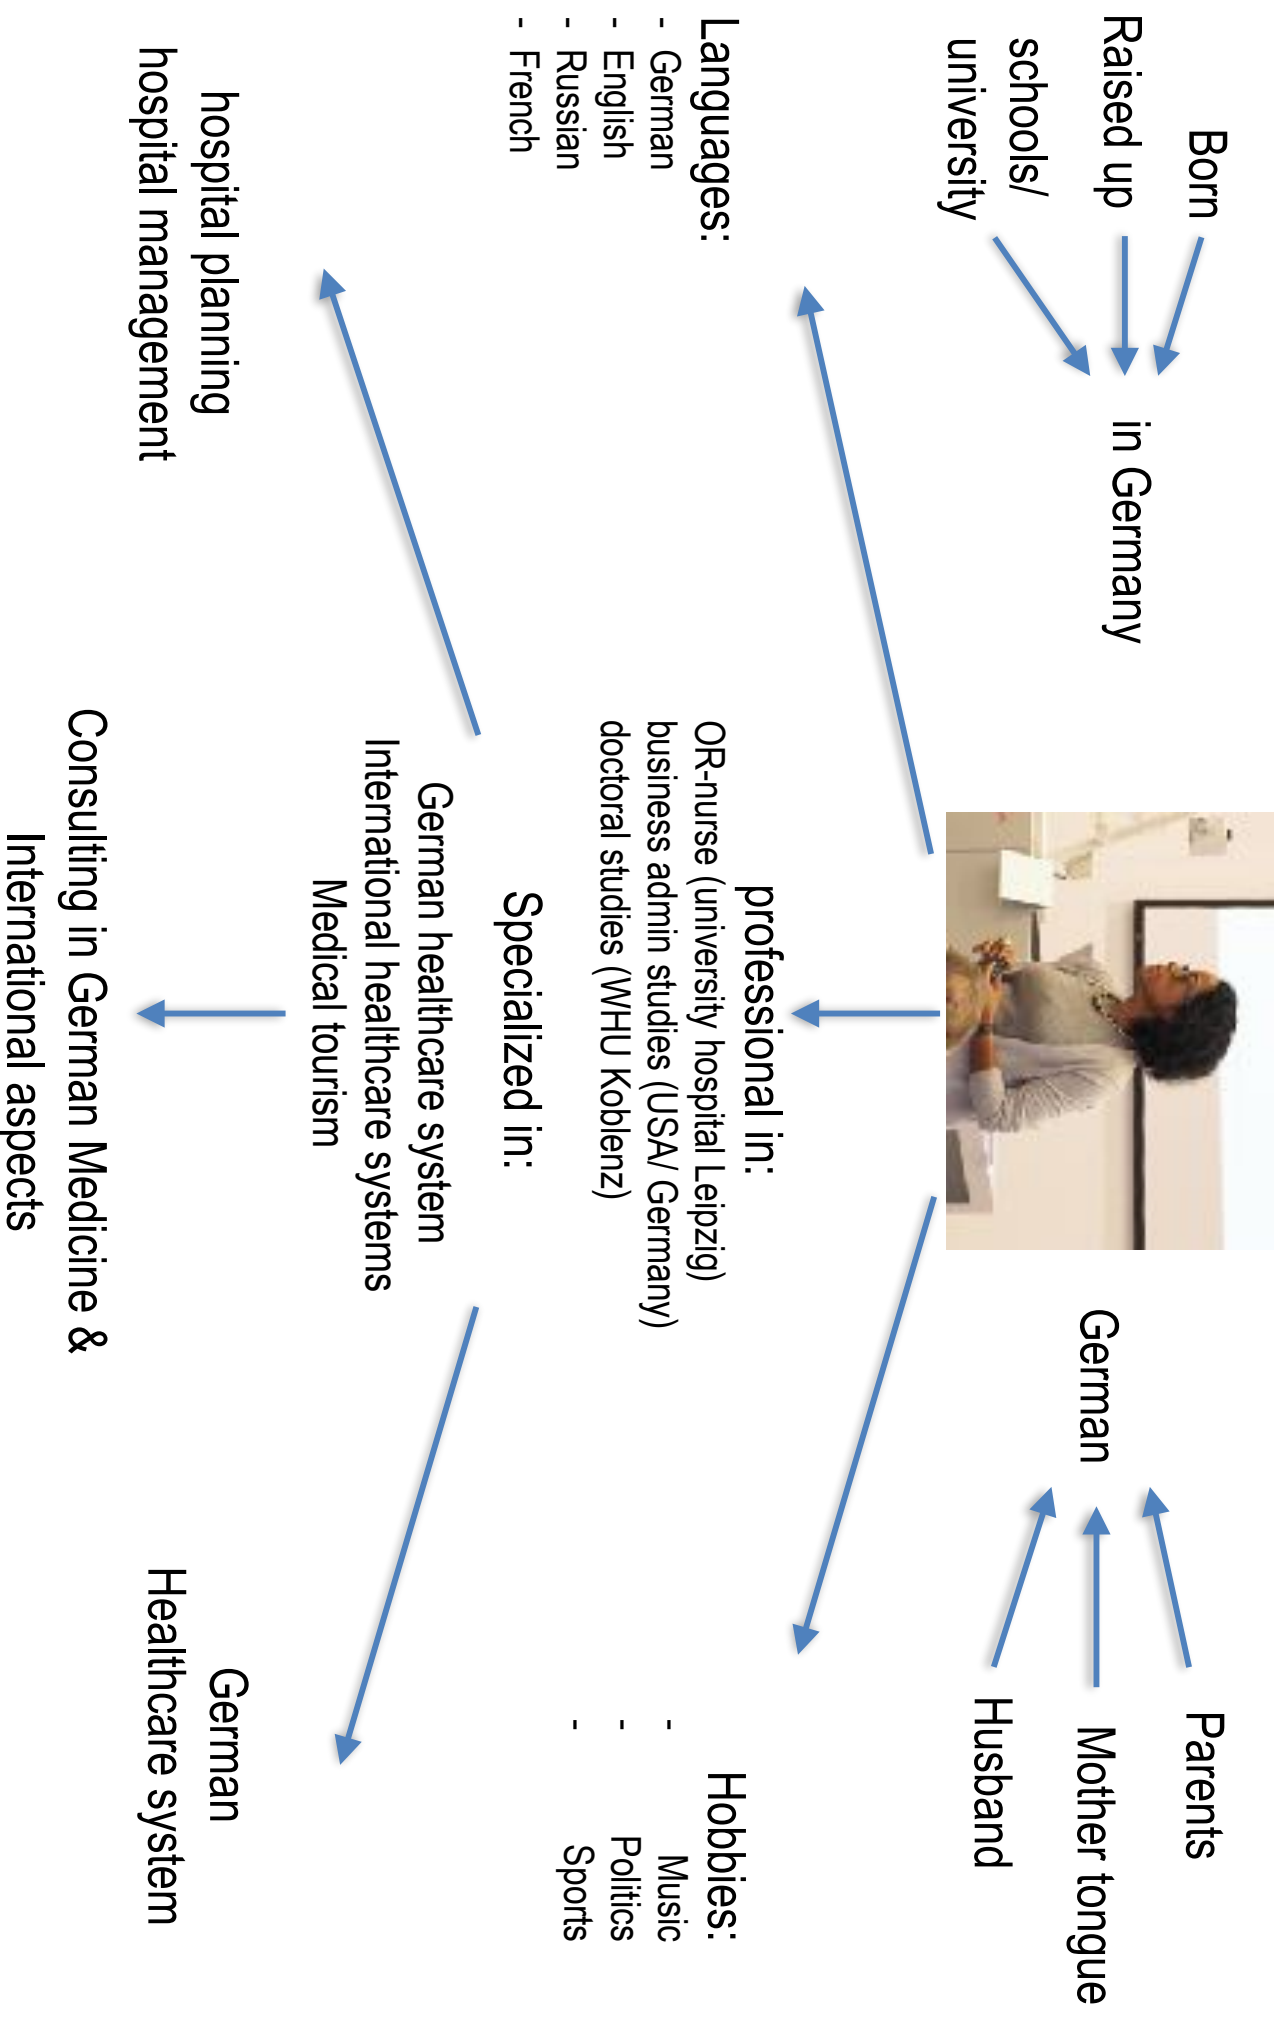 Born
Raised up
schools/
university
in Germany
German
Parents
Mother tongue
Husband
Languages:
- German
- English
- Russian
- French
professional in:
OR-nurse (university hospital Leipzig)
business admin studies (USA/ Germany)
doctoral studies (WHU Koblenz)
Hobbies:
- Music
- Politics
- Sports
Specialized in:
German healthcare system
International healthcare systems
Medical tourism
hospital planning
hospital management
Consulting in German Medicine &
International aspects
German
Healthcare system